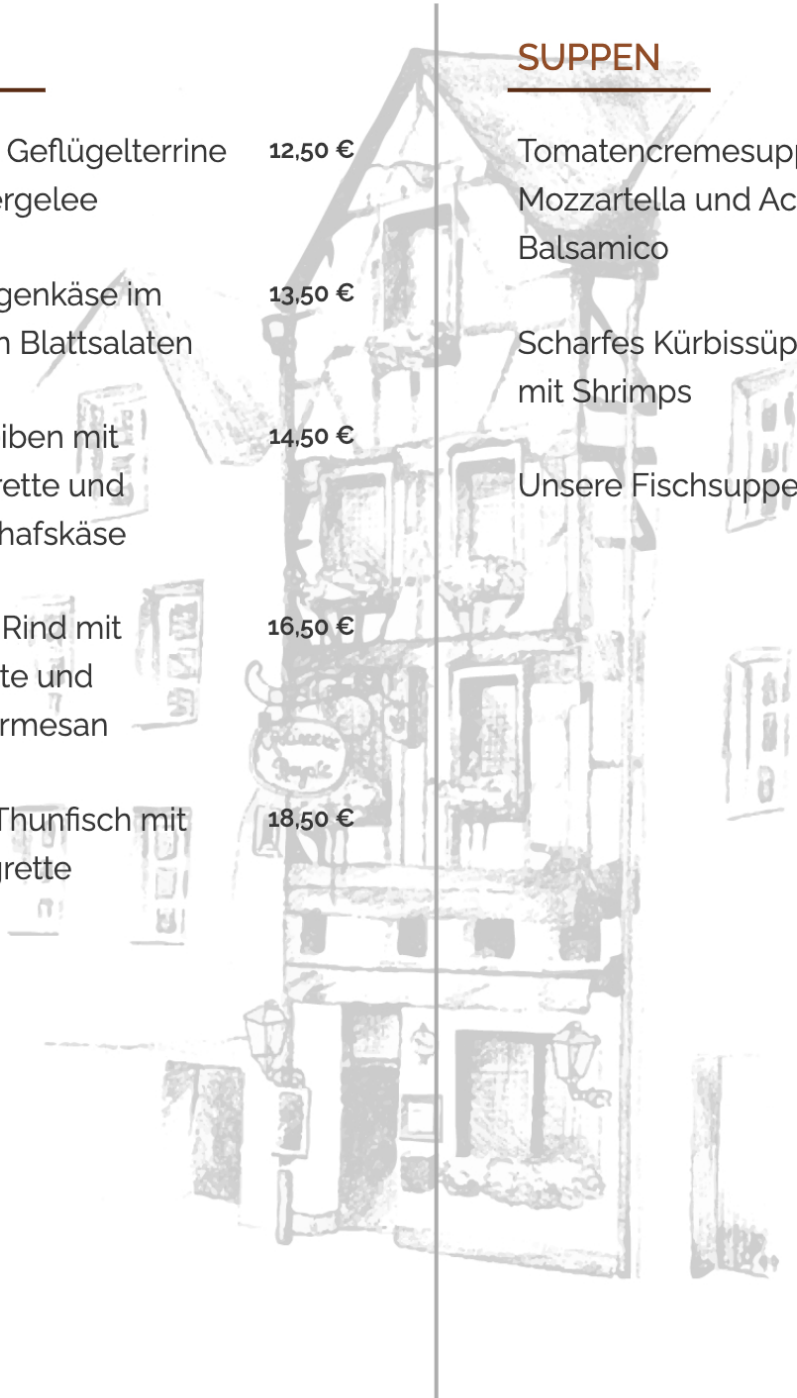 Geflügelterrine 12,50 €
ergelee
genkäse im 13,50 €
n Blattsalaten
iben mit 14,50 €
rette und
hafskäse
Rind mit 16,50 €
te und
rmesan
Thunfisch mit 18,50 €
grette
SUPPEN
Tomatencremesupp
Mozzartella und Ac
Balsamico
Scharfes Kürbissüp
mit Shrimps
Unsere Fischsuppe